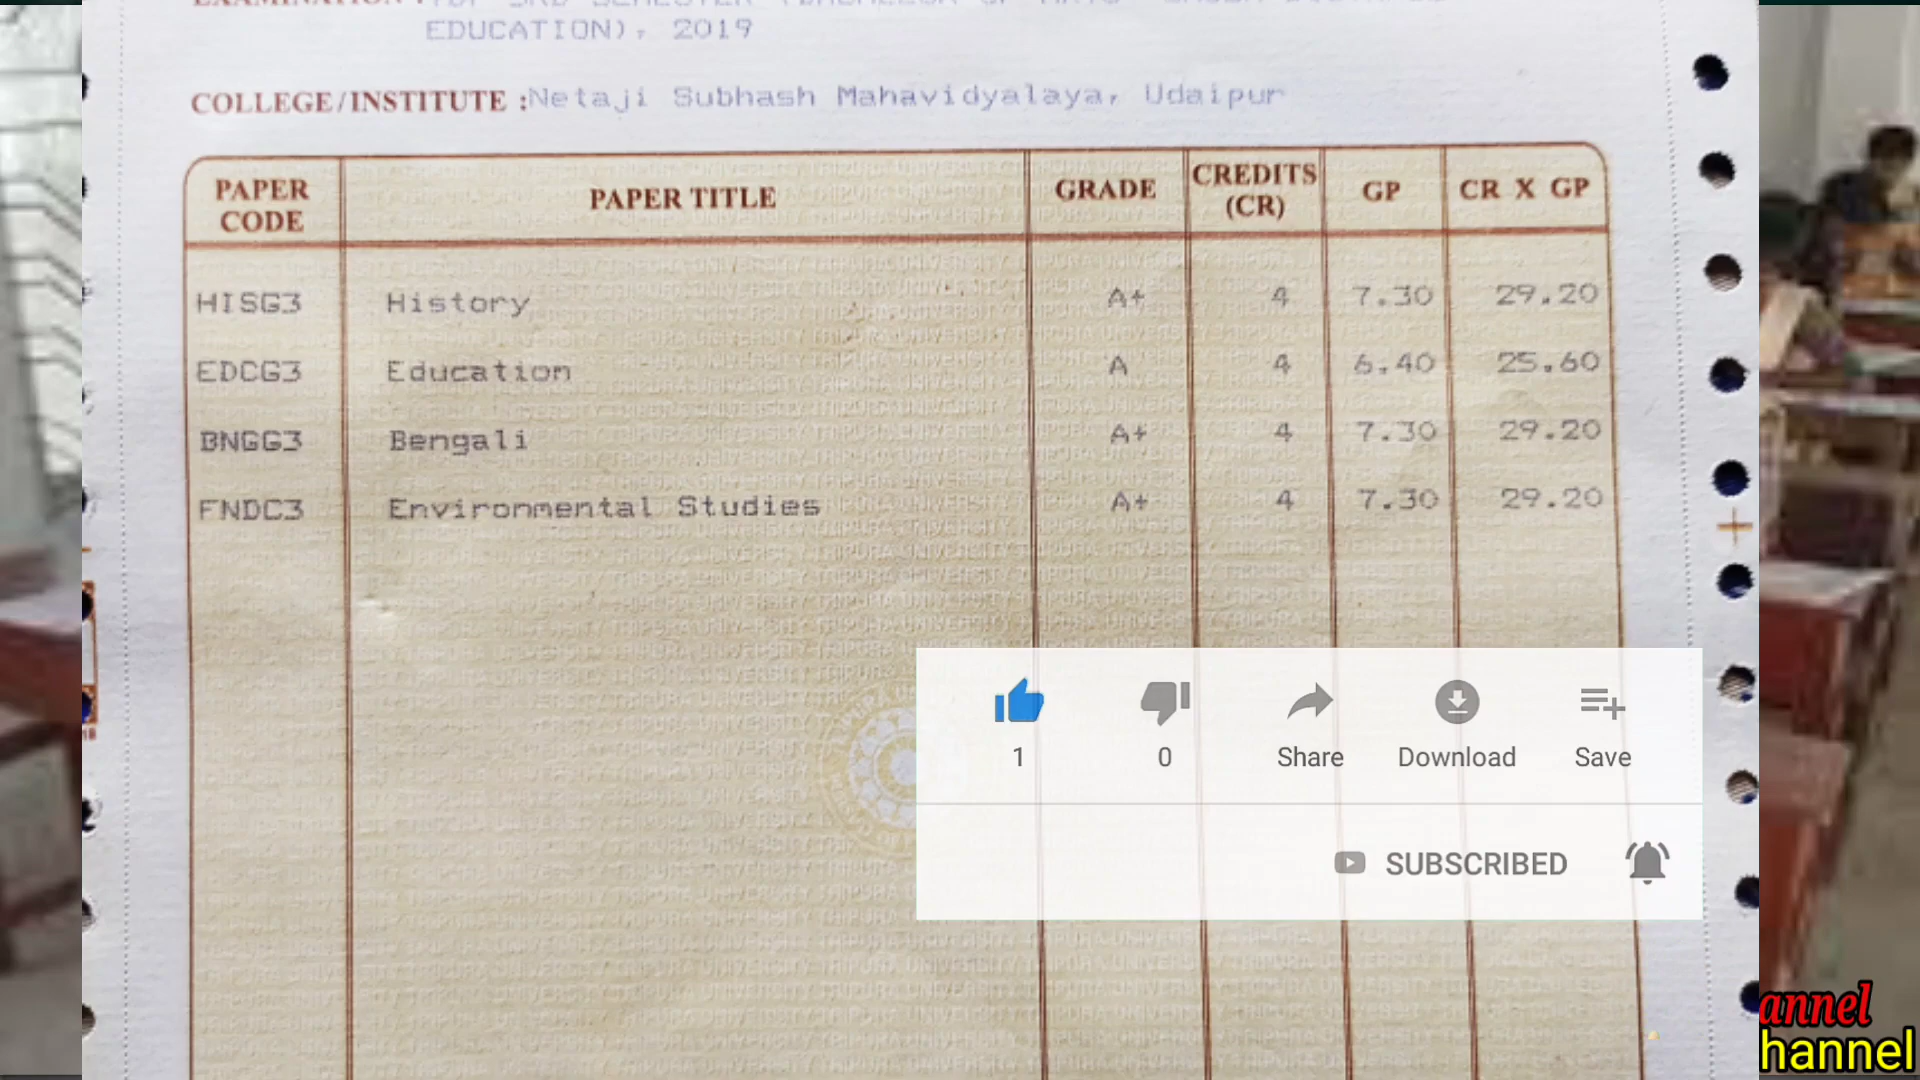 EDUCATION), 2019
COLLEGE/INSTITUTE :Netaji Subhash Mahavidyalaya, Udaipur
PAPER CODE PAPER TITLE GRADE CREDITS (CR) GP CR X GP
HISG3 History A+ 4 7.30 29.20
EDCG3 Education A 4 6.40 25.60
BNGG3 Bengali A+ 4 7.30 29.20
FNDC3 Environmental Studies A+ 4 7.30 29.20
1 0 Share Download Save
SUBSCRIBED
annel
hannel